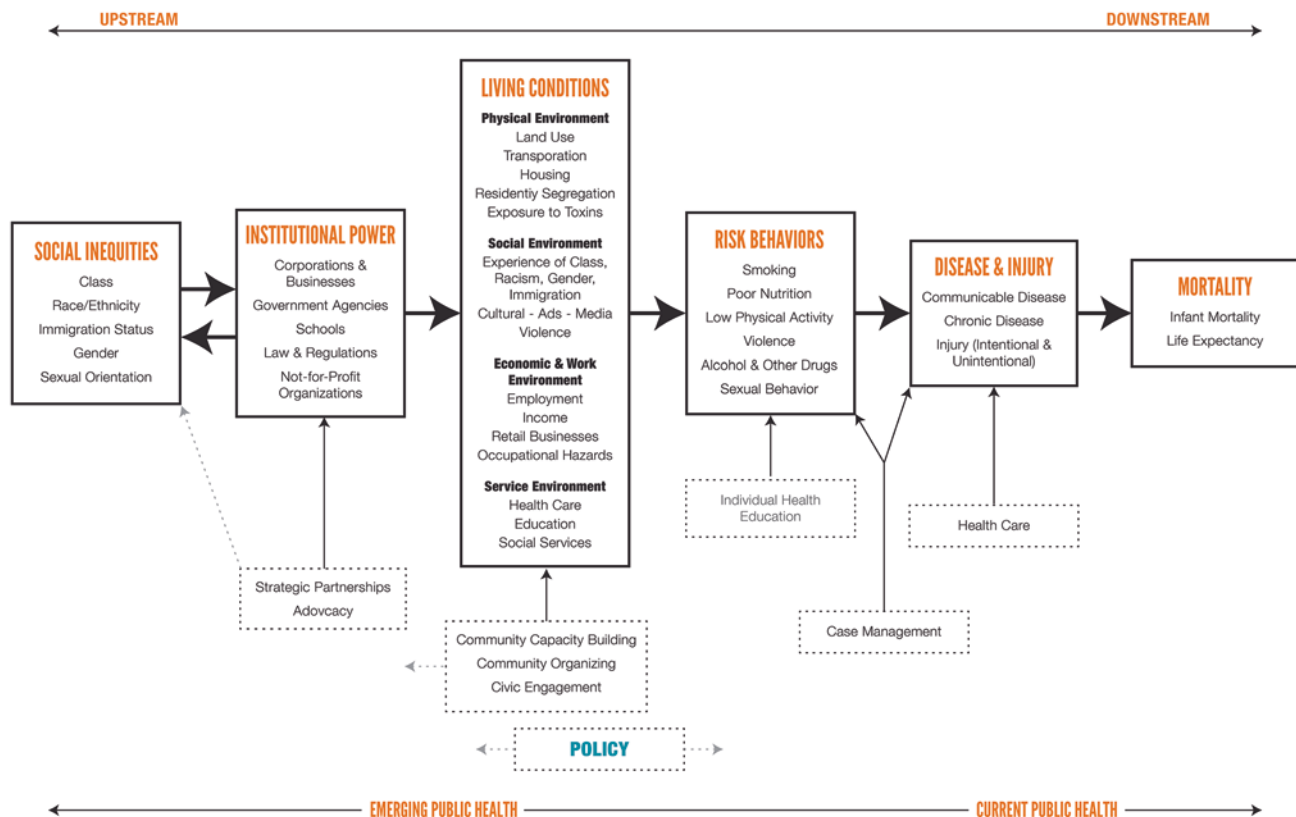 UPSTREAM
DOWNSTREAM
SOCIAL INEQUITIES
Class
Race/Ethnicity
Immigration Status
Gender
Sexual Orientation
INSTITUTIONAL POWER
Corporations &
Businesses
Government Agencies
Schools
Law & Regulations
Not-for-Profit
Organizations
LIVING CONDITIONS
Physical Environment
Land Use
Transporation
Housing
Residentiy Segregation
Exposure to Toxins
Social Environment
Experience of Class,
Racism, Gender,
Immigration
Cultural - Ads - Media
Violence
Economic & Work
Environment
Employment
Income
Retail Businesses
Occupational Hazards
Service Environment
Health Care
Education
Social Services
RISK BEHAVIORS
Smoking
Poor Nutrition
Low Physical Activity
Violence
Alcohol & Other Drugs
Sexual Behavior
DISEASE & INJURY
Communicable Disease
Chronic Disease
Injury (Intentional &
Unintentional)
MORTALITY
Infant Mortality
Life Expectancy
Strategic Partnerships
Adovcacy
Community Capacity Building
Community Organizing
Civic Engagement
Individual Health
Education
Case Management
Health Care
POLICY
EMERGING PUBLIC HEALTH
CURRENT PUBLIC HEALTH